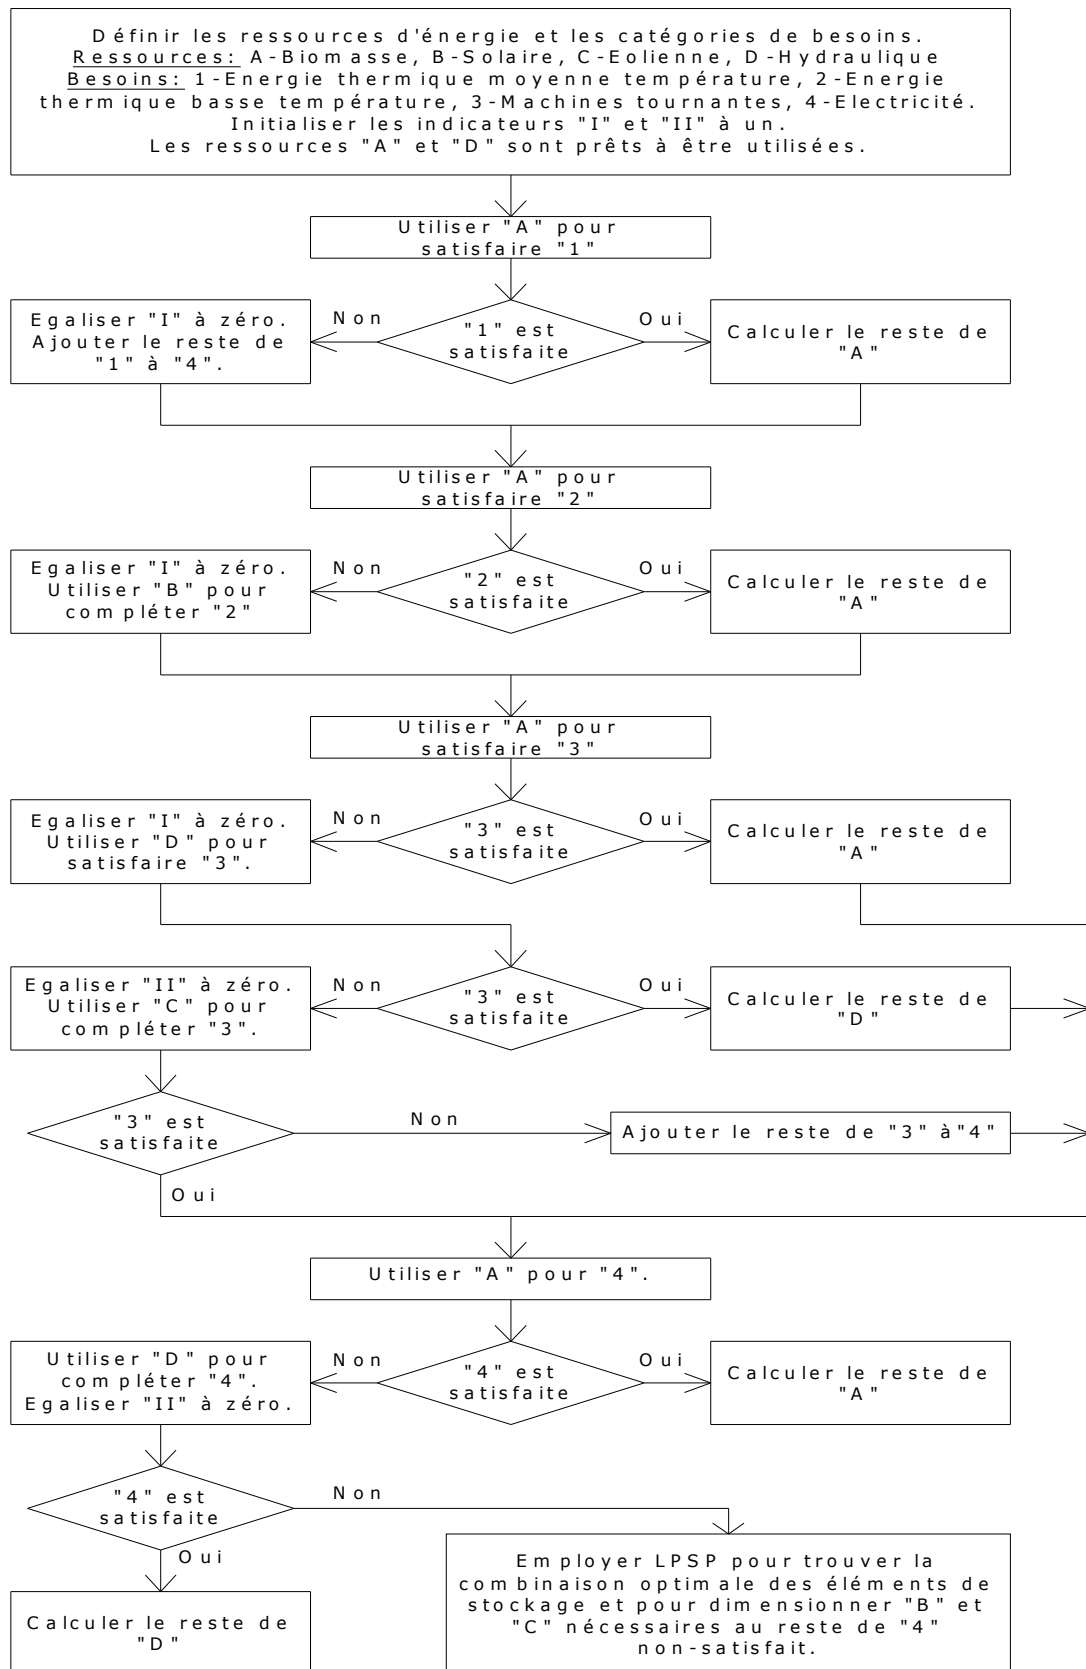 Définir les ressources d'énergie et les catégories de besoins.
Ressources: A-Biomasse, B-Solaire, C-Eolienne, D-Hydraulique
Besoins: 1-Energie thermique moyenne température, 2-Energie
thermique basse température, 3-Machines tournantes, 4-Electricité.
Initialiser les indicateurs "I" et "II" à un.
Les ressources "A" et "D" sont prêts à être utilisées.
Utiliser "A" pour
satisfaire "1"
Non
"1" est
satisfaite
Oui
Egaliser "I" à zéro.
Ajouter le reste de
"1" à "4".
Calculer le reste de
"A"
Utiliser "A" pour
satisfaire "2"
Non
"2" est
satisfaite
Oui
Egaliser "I" à zéro.
Utiliser "B" pour
compléter "2"
Calculer le reste de
"A"
Utiliser "A" pour
satisfaire "3"
Non
"3" est
satisfaite
Oui
Egaliser "I" à zéro.
Utiliser "D" pour
satisfaire "3".
Calculer le reste de
"A"
Non
"3" est
satisfaite
Oui
Egaliser "II" à zéro.
Utiliser "C" pour
compléter "3".
Calculer le reste de
"D"
"3" est
satisfaite
Non
Ajouter le reste de "3" à"4"
Oui
Utiliser "A" pour "4".
Non
"4" est
satisfaite
Oui
Utiliser "D" pour
compléter "4".
Egaliser "II" à zéro.
Calculer le reste de
"A"
"4" est
satisfaite
Non
Oui
Calculer le reste de
"D"
Employer LPSP pour trouver la
combinaison optimale des éléments de
stockage et pour dimensionner "B" et
"C" nécessaires au reste de "4"
non-satisfait.